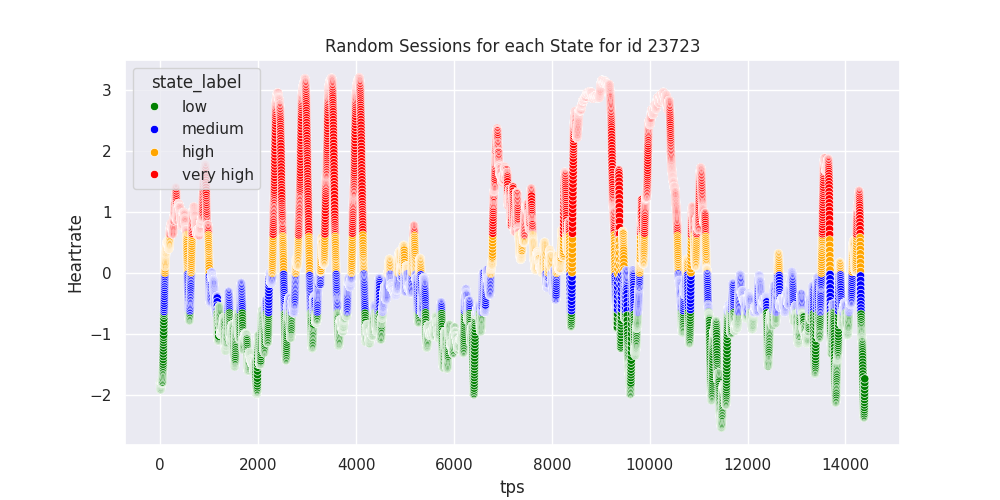 Random Sessions for each State for id 23723
state_label
low
medium
high
very high
Heartrate
3
2
1
0
−1
−2
0 2000 4000 6000 8000 10000 12000 14000
tps